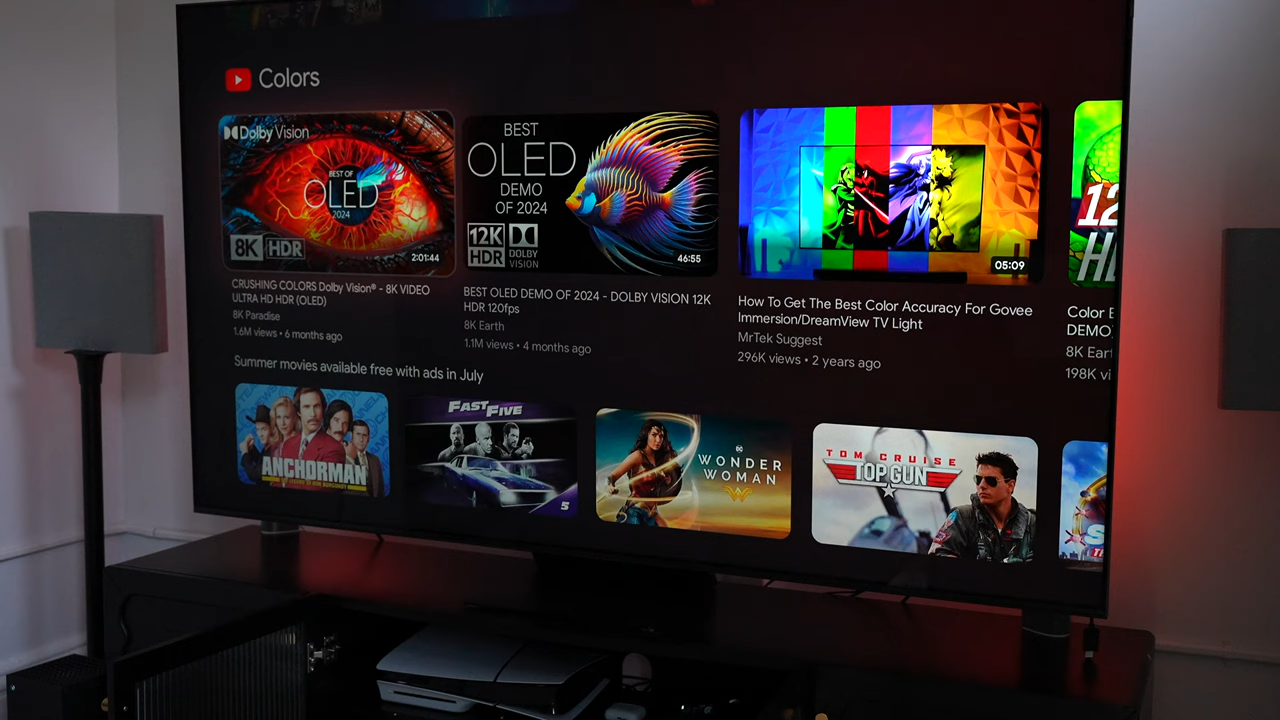 Colors
Dolby Vision
BEST OF
OLED
2024
8K HDR
2:01:44
BEST
OLED
DEMO
OF 2024
12K
HDR
DOLBY
VISION
46:55
05:09
12
H
CRUSHING COLORS Dolby Vision® - 8K VIDEO
ULTRA HD HDR (OLED)
8K Paradise
1.6M views • 6 months ago
BEST OLED DEMO OF 2024 - DOLBY VISION 12K
HDR 120fps
8K Earth
1.1M views • 4 months ago
How To Get The Best Color Accuracy For Govee
Immersion/DreamView TV Light
MrTek Suggest
296K views • 2 years ago
Color
DEMO
8K Ear
198K vi
Summer movies available free with ads in July
ANCHORMAN
FAST FIVE
5
DC
WONDER
WOMAN
TOM CRUISE
TOP GUN